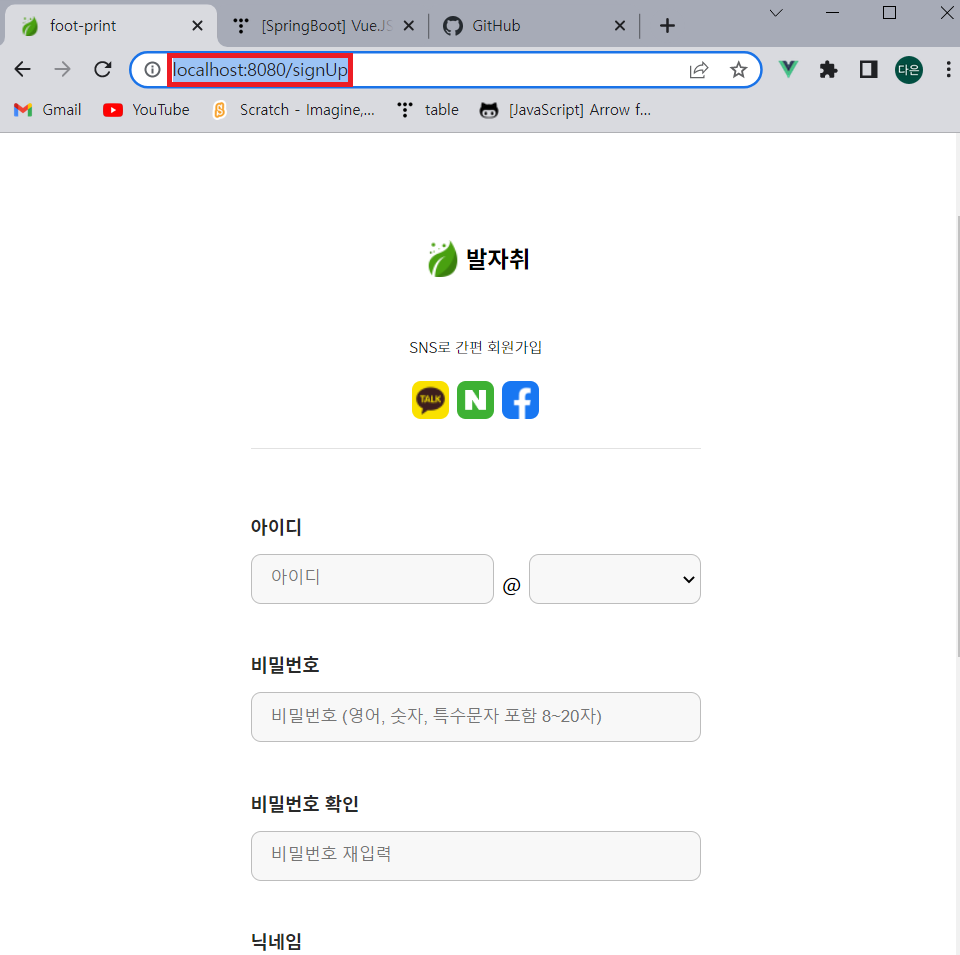 foot-print
[SpringBoot] Vue.JS
GitHub
localhost:8080/signUp
다은
Gmail
YouTube
Scratch - Imagine,...
table
[JavaScript] Arrow f...
발자취
SNS로 간편 회원가입
TALK
N
f
아이디
아이디
@
비밀번호
비밀번호 (영어, 숫자, 특수문자 포함 8~20자)
비밀번호 확인
비밀번호 재입력
닉네임